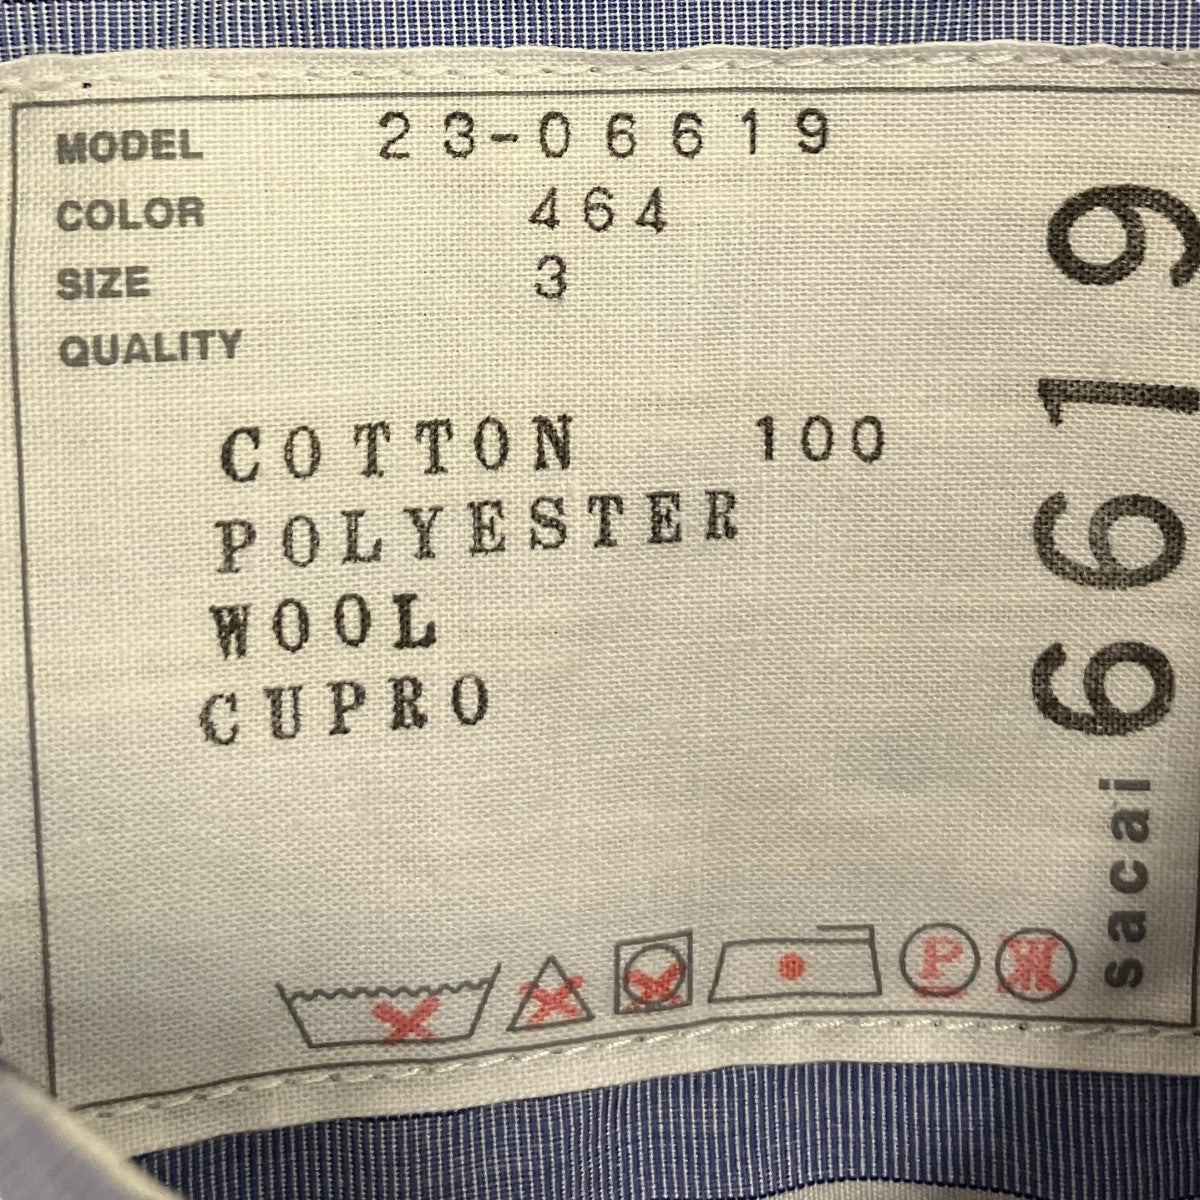 MODEL 23-06619
COLOR 464
SIZE 3
QUALITY
COTTON 100
POLYESTER
WOOL
CUPRO
P W
sacai 6619